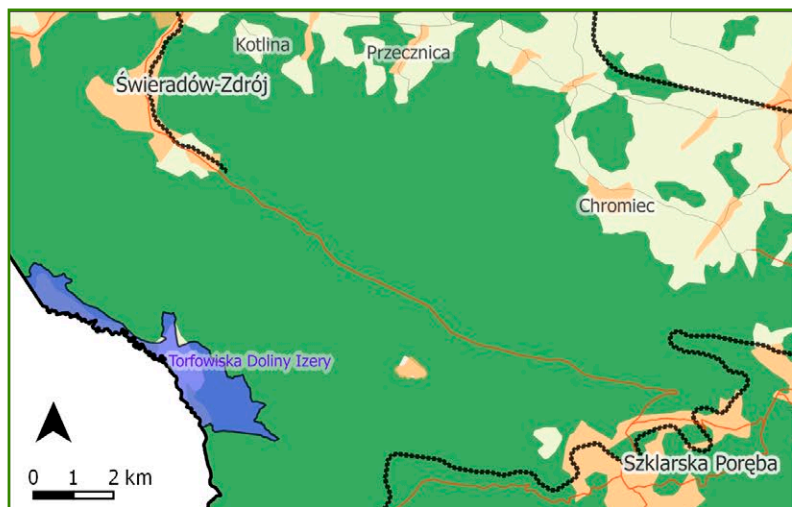 Kotlina
Przecznica
Świeradów-Zdrój
Chromiec
Torfowiska Doliny Izery
Szklarska Poręba
0 1 2 km